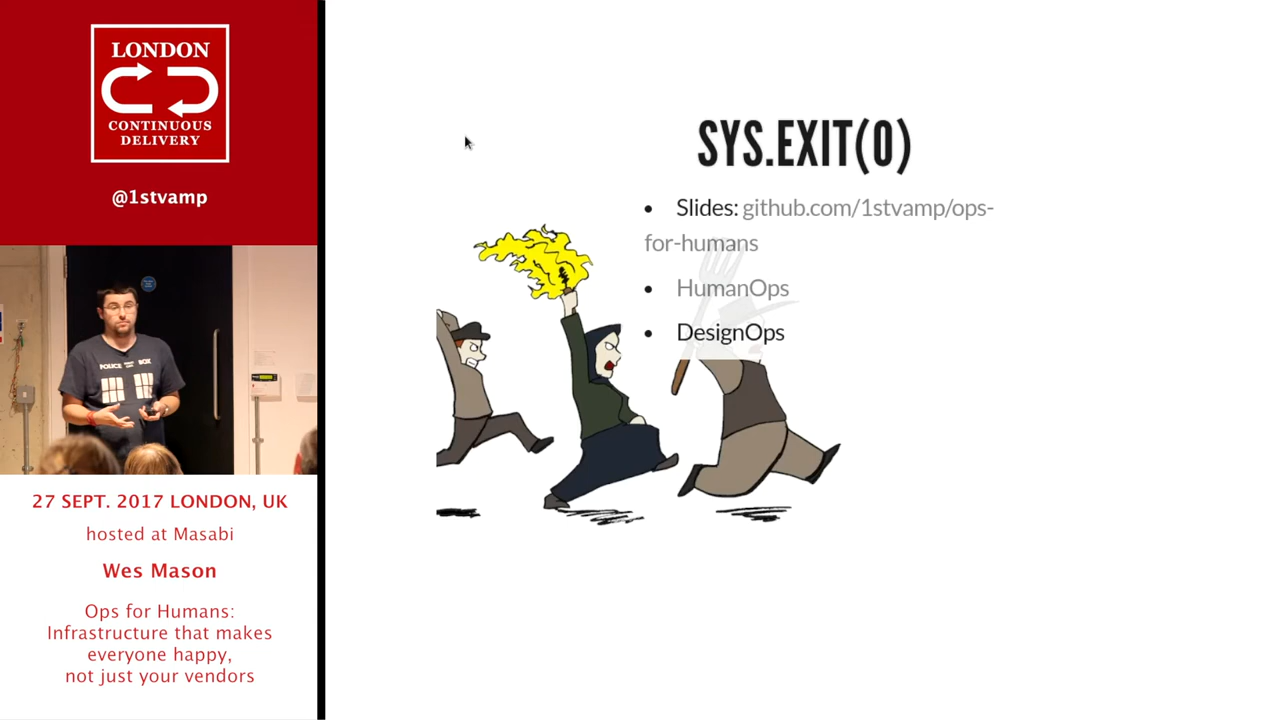 LONDON
CONTINUOUS
DELIVERY
@1stvamp
POLICE BOX
27 SEPT. 2017 LONDON, UK
hosted at Masabi
Wes Mason
Ops for Humans:
Infrastructure that makes
everyone happy,
not just your vendors
SYS.EXIT(0)
• Slides: github.com/1stvamp/ops-
for-humans
• HumanOps
• DesignOps